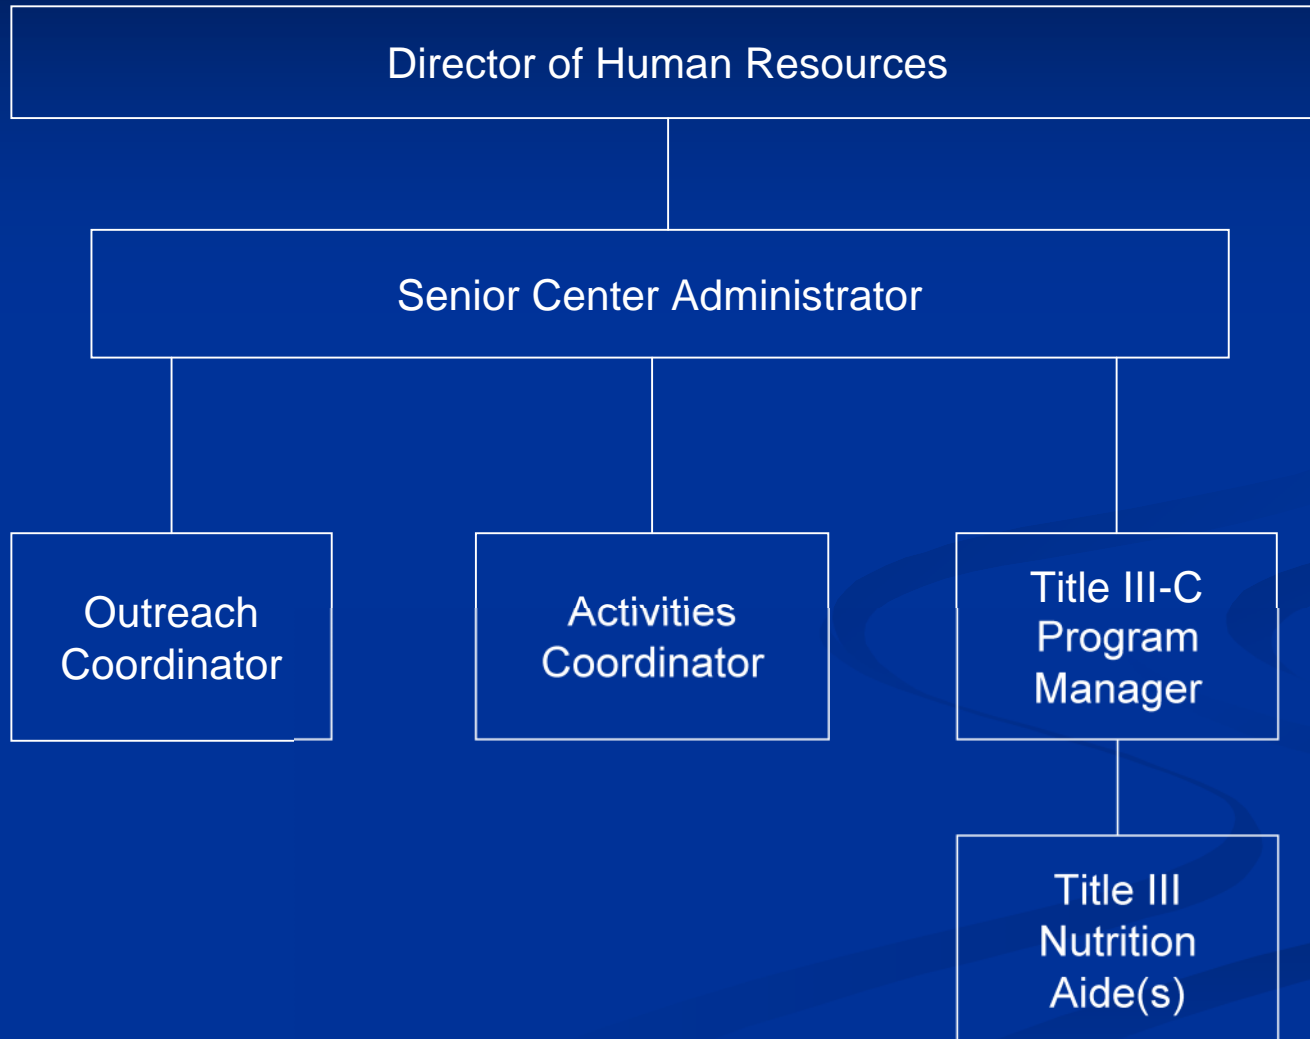 Director of Human Resources
Senior Center Administrator
Outreach
Coordinator
Activities
Coordinator
Title III-C
Program
Manager
Title III
Nutrition
Aide(s)